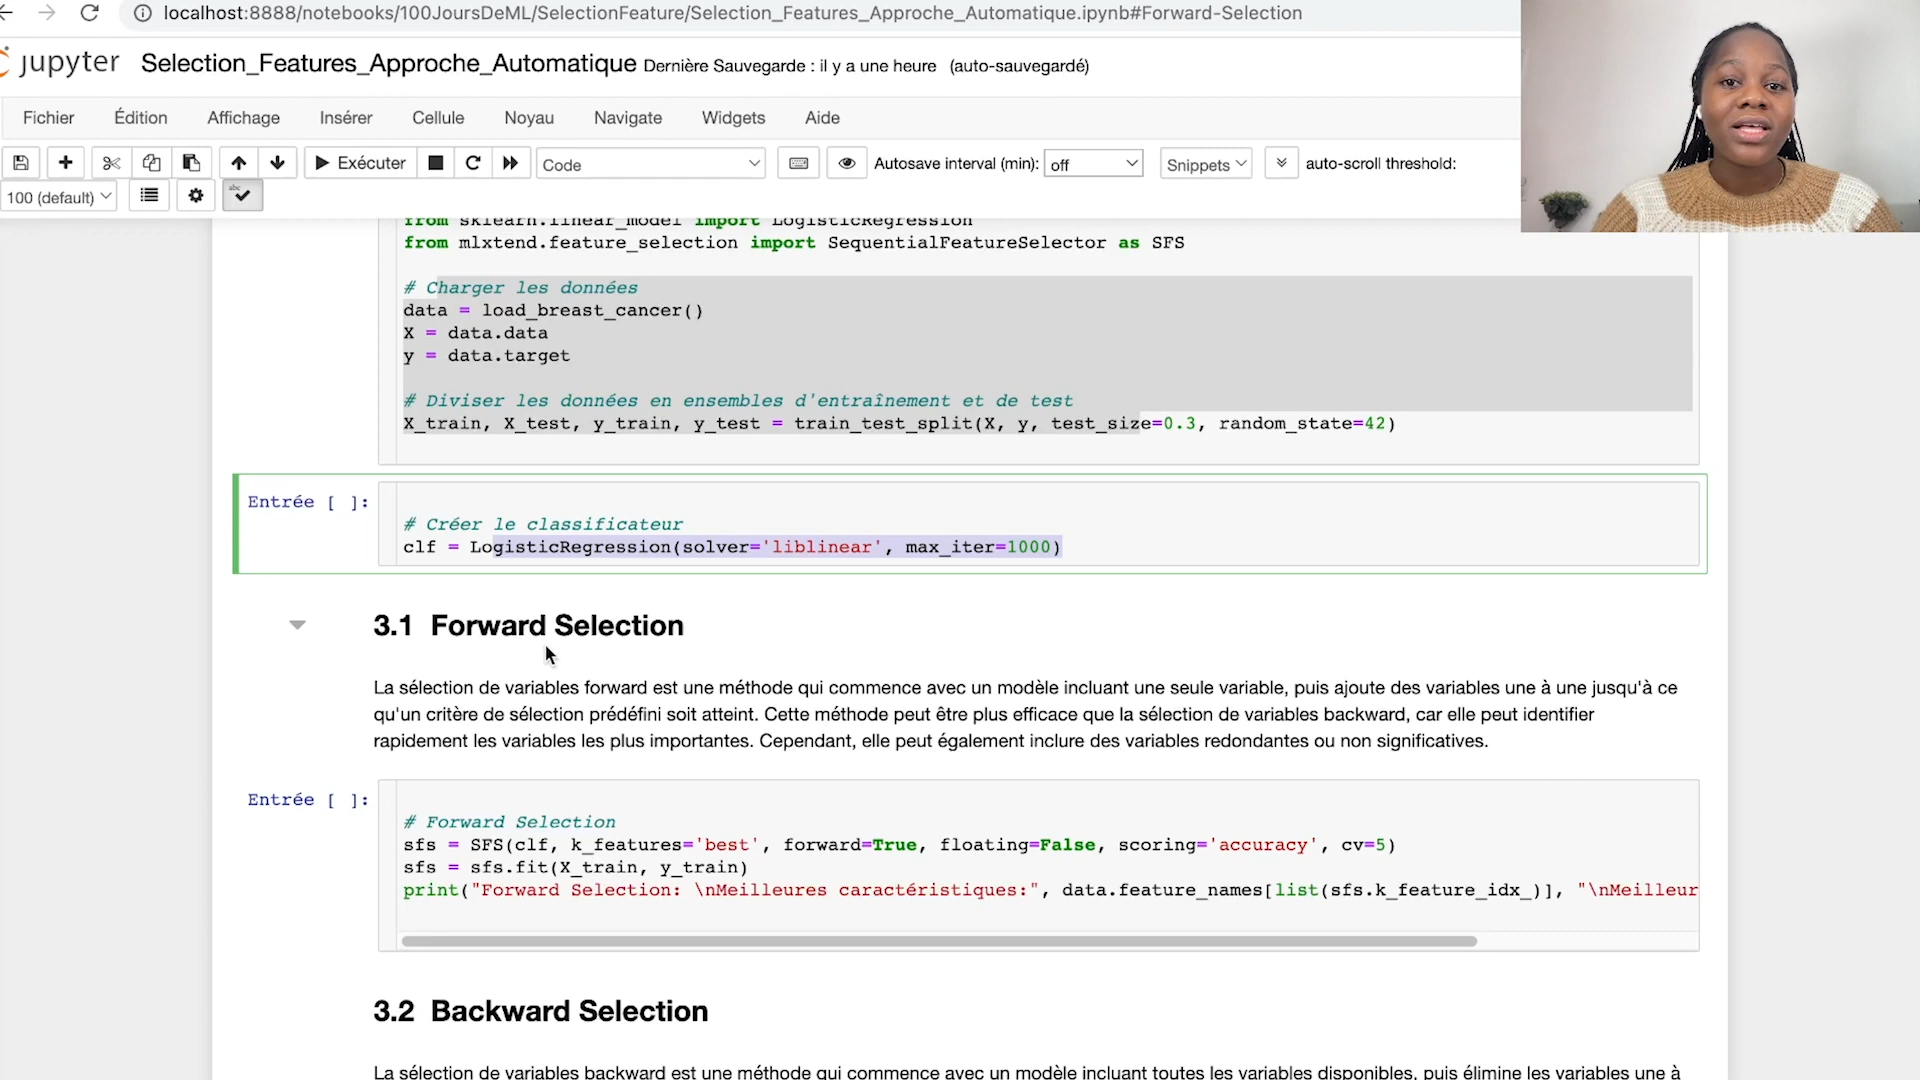 localhost:8888/notebooks/100JoursDeML/SelectionFeature/Selection_Features_Approche_Automatique.ipynb#Forward-Selection
jupyter Selection_Features_Approche_Automatique Dernière Sauvegarde : il y a une heure (auto-sauvegardé)
Fichier Édition Affichage Insérer Cellule Noyau Navigate Widgets Aide
Exécuter Code Autosave interval (min): off Snippets auto-scroll threshold:
100 (default) abc
from sklearn.linear_model import LogisticRegression
from mlxtend.feature_selection import SequentialFeatureSelector as SFS
# Charger les données
data = load_breast_cancer()
X = data.data
y = data.target
# Diviser les données en ensembles d'entraînement et de test
X_train, X_test, y_train, y_test = train_test_split(X, y, test_size=0.3, random_state=42)
Entrée [ ]:
# Créer le classificateur
clf = LogisticRegression(solver='liblinear', max_iter=1000)
3.1 Forward Selection
La sélection de variables forward est une méthode qui commence avec un modèle incluant une seule variable, puis ajoute des variables une à une jusqu'à ce
qu'un critère de sélection prédéfini soit atteint. Cette méthode peut être plus efficace que la sélection de variables backward, car elle peut identifier
rapidement les variables les plus importantes. Cependant, elle peut également inclure des variables redondantes ou non significatives.
Entrée [ ]:
# Forward Selection
sfs = SFS(clf, k_features='best', forward=True, floating=False, scoring='accuracy', cv=5)
sfs = sfs.fit(X_train, y_train)
print("Forward Selection: \nMeilleures caractéristiques:", data.feature_names[list(sfs.k_feature_idx_)], "\nMeilleur
3.2 Backward Selection
La sélection de variables backward est une méthode qui commence avec un modèle incluant toutes les variables disponibles, puis élimine les variables une à